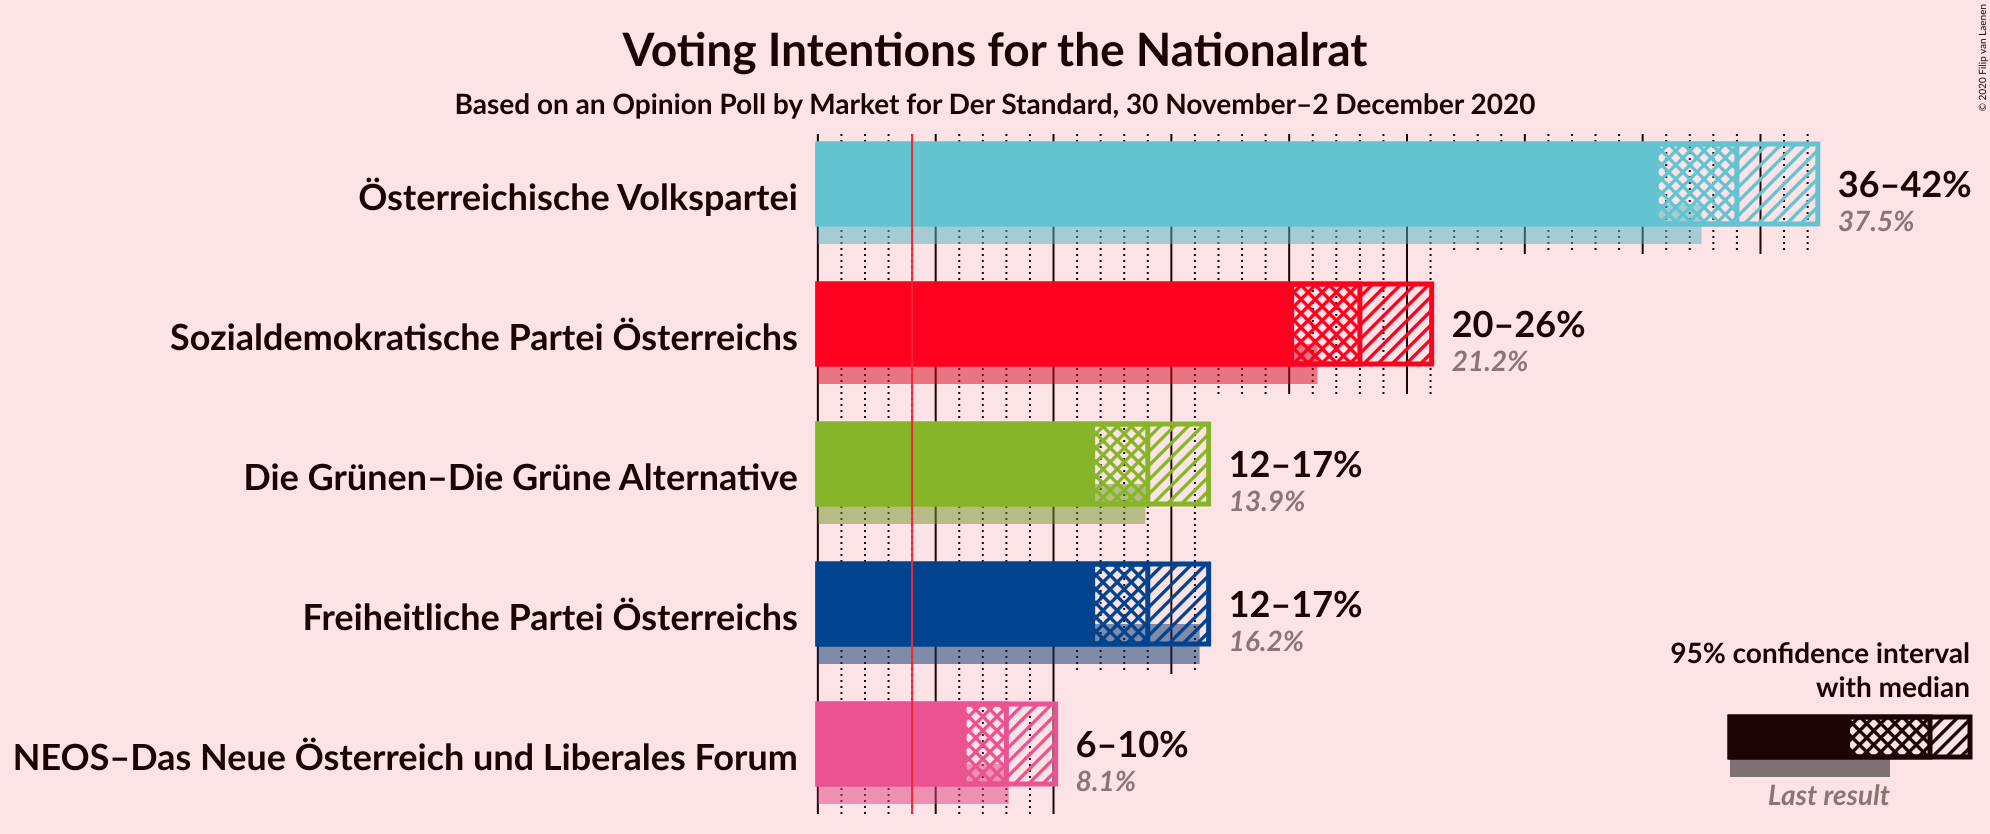 Voting Intentions for the Nationalrat
Based on an Opinion Poll by Market for Der Standard, 30 November–2 December 2020
© 2020 Filip van Laenen
Österreichische Volkspartei
36–42%
37.5%
Sozialdemokratische Partei Österreichs
20–26%
21.2%
Die Grünen–Die Grüne Alternative
12–17%
13.9%
Freiheitliche Partei Österreichs
12–17%
16.2%
NEOS–Das Neue Österreich und Liberales Forum
6–10%
8.1%
95% confidence interval
with median
Last result